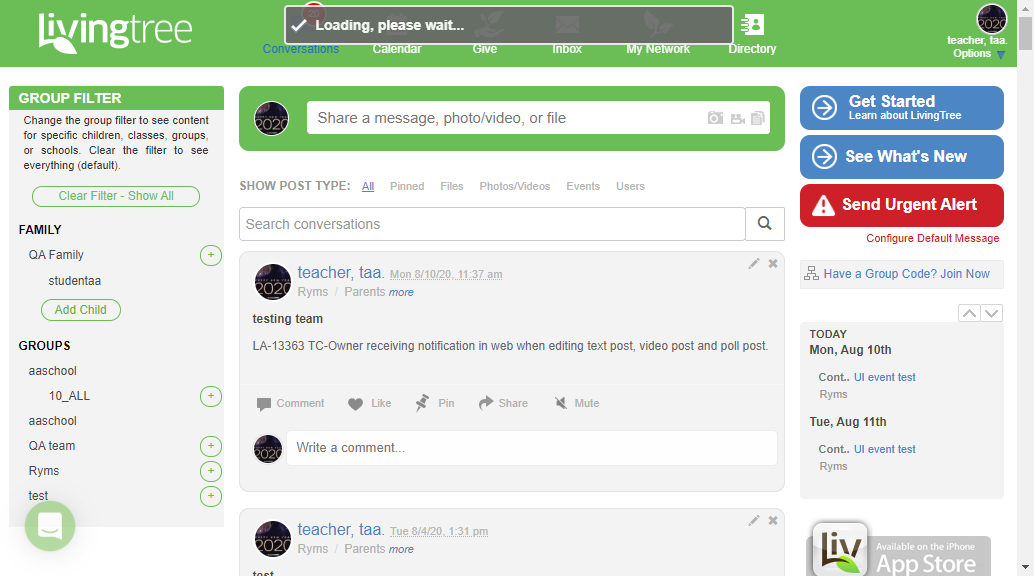 livingtree
Loading, please wait...
Conversations
Calendar
Give
Inbox
My Network
Directory
teacher, taa.
Options
GROUP FILTER
Change the group filter to see content
for specific children, classes, groups,
or schools. Clear the filter to see
everything (default).
Clear Filter - Show All
FAMILY
QA Family
+
studentaa
Add Child
GROUPS
aaschool
10_ALL
+
aaschool
QA team
+
Ryms
+
test
+
2020
Share a message, photo/video, or file
SHOW POST TYPE: All Pinned Files Photos/Videos Events Users
Search conversations
2020
teacher, taa. Mon 8/10/20, 11:37 am
Ryms / Parents more
testing team
LA-13363 TC-Owner receiving notification in web when editing text post, video post and poll post.
Comment Like Pin Share Mute
2020
Write a comment...
2020
teacher, taa. Tue 8/4/20, 1:31 pm
Ryms / Parents more
test
Get Started
Learn about LivingTree
See What's New
Send Urgent Alert
Configure Default Message
Have a Group Code? Join Now
TODAY
Mon, Aug 10th
Cont.. UI event test
Ryms
Tue, Aug 11th
Cont.. UI event test
Ryms
Liv
Available on the iPhone
App Store